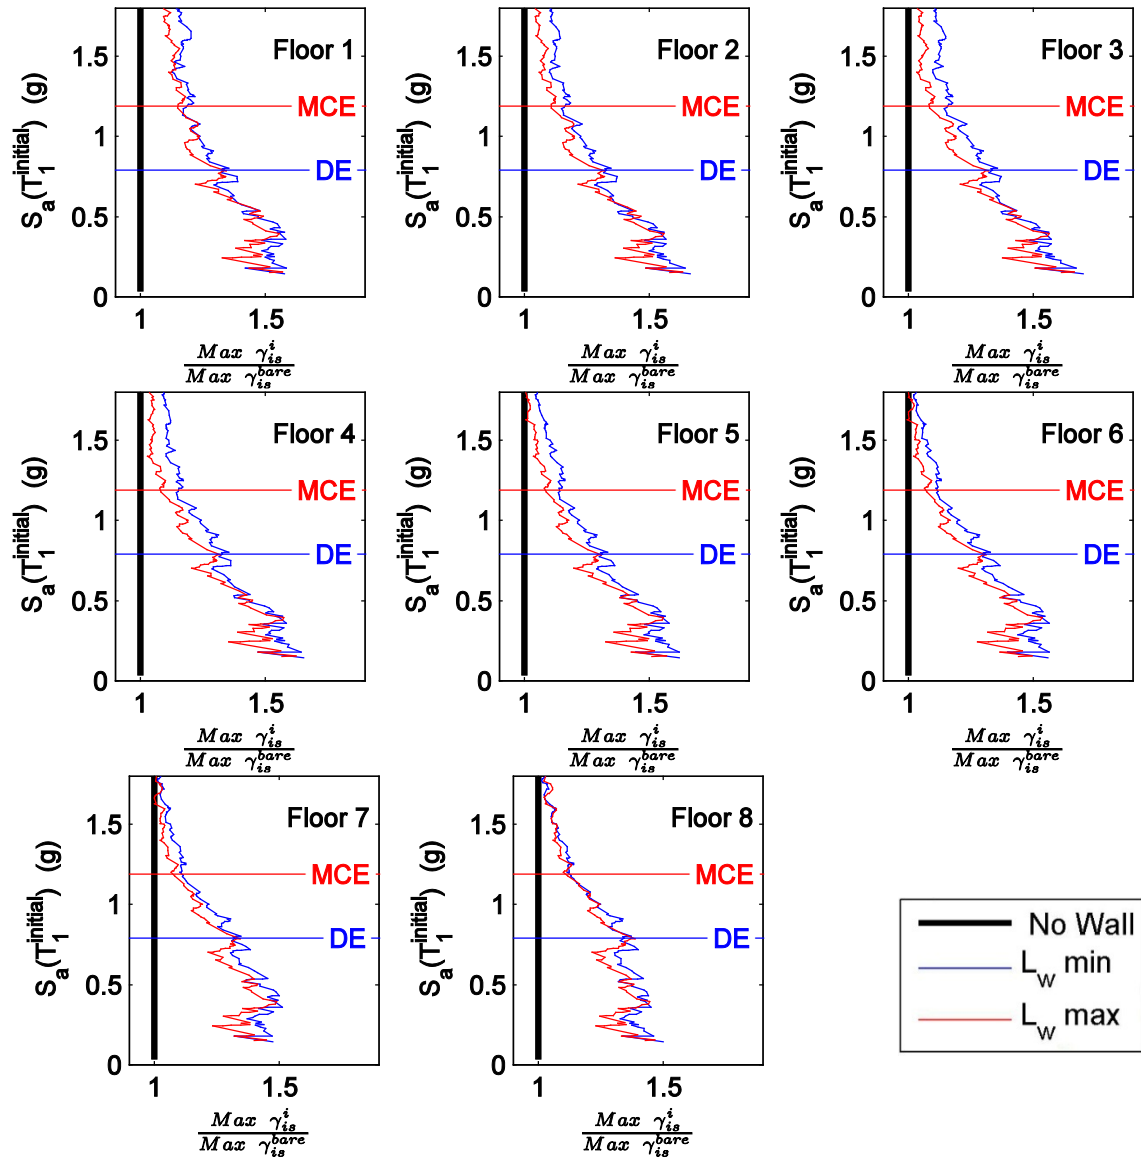 Floor 1
Floor 2
Floor 3
1.5
1
0.5
0
S_a(T_1^initial) (g)
MCE
DE
1.5
1
0.5
0
S_a(T_1^initial) (g)
MCE
DE
1.5
1
0.5
0
S_a(T_1^initial) (g)
MCE
DE
1 1.5
1 1.5
1 1.5
Max γ_is^i
Max γ_is^bare
Max γ_is^i
Max γ_is^bare
Max γ_is^i
Max γ_is^bare
Floor 4
Floor 5
Floor 6
1.5
1
0.5
0
S_a(T_1^initial) (g)
MCE
DE
1.5
1
0.5
0
S_a(T_1^initial) (g)
MCE
DE
1.5
1
0.5
0
S_a(T_1^initial) (g)
MCE
DE
1 1.5
1 1.5
1 1.5
Max γ_is^i
Max γ_is^bare
Max γ_is^i
Max γ_is^bare
Max γ_is^i
Max γ_is^bare
Floor 7
Floor 8
1.5
1
0.5
0
S_a(T_1^initial) (g)
MCE
DE
1.5
1
0.5
0
S_a(T_1^initial) (g)
MCE
DE
1 1.5
1 1.5
Max γ_is^i
Max γ_is^bare
Max γ_is^i
Max γ_is^bare
No Wall
L_w min
L_w max